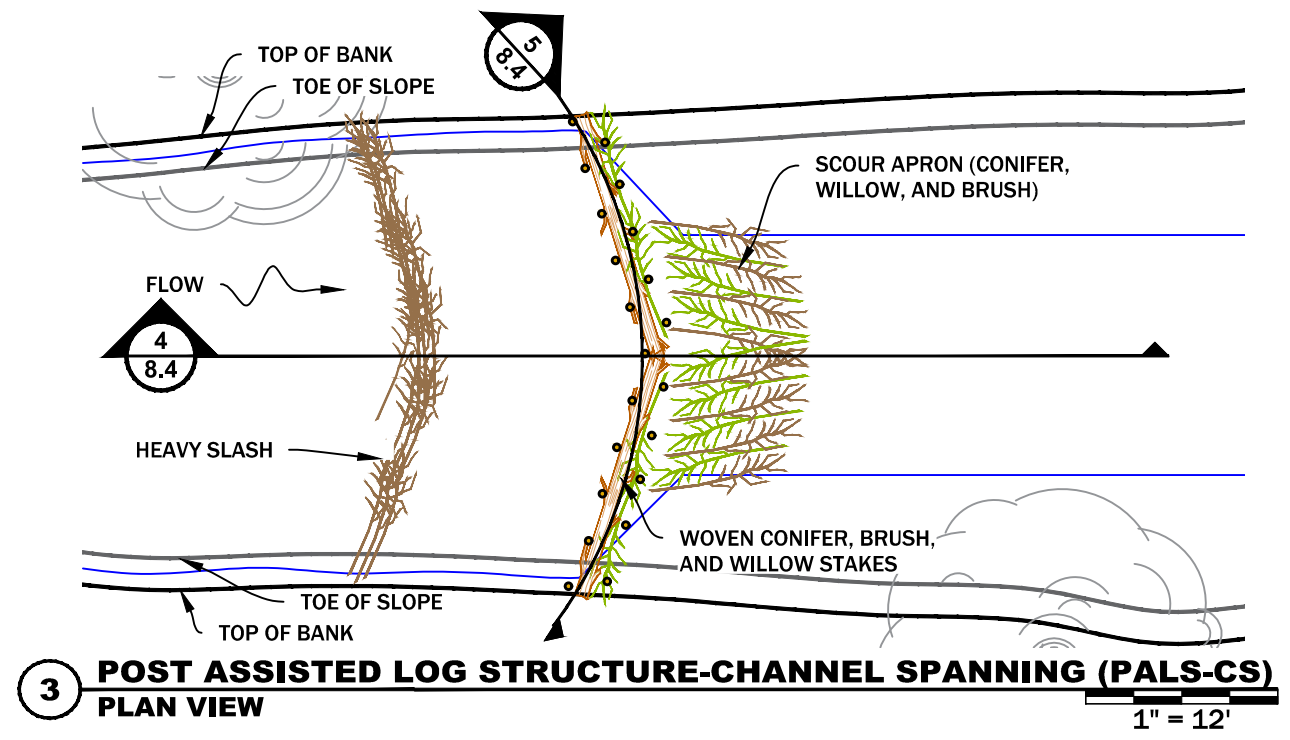 5
8.4
TOP OF BANK
TOE OF SLOPE
SCOUR APRON (CONIFER,
WILLOW, AND BRUSH)
FLOW
4
8.4
HEAVY SLASH
WOVEN CONIFER, BRUSH,
AND WILLOW STAKES
TOE OF SLOPE
TOP OF BANK
3
POST ASSISTED LOG STRUCTURE-CHANNEL SPANNING (PALS-CS)
PLAN VIEW
1" = 12'